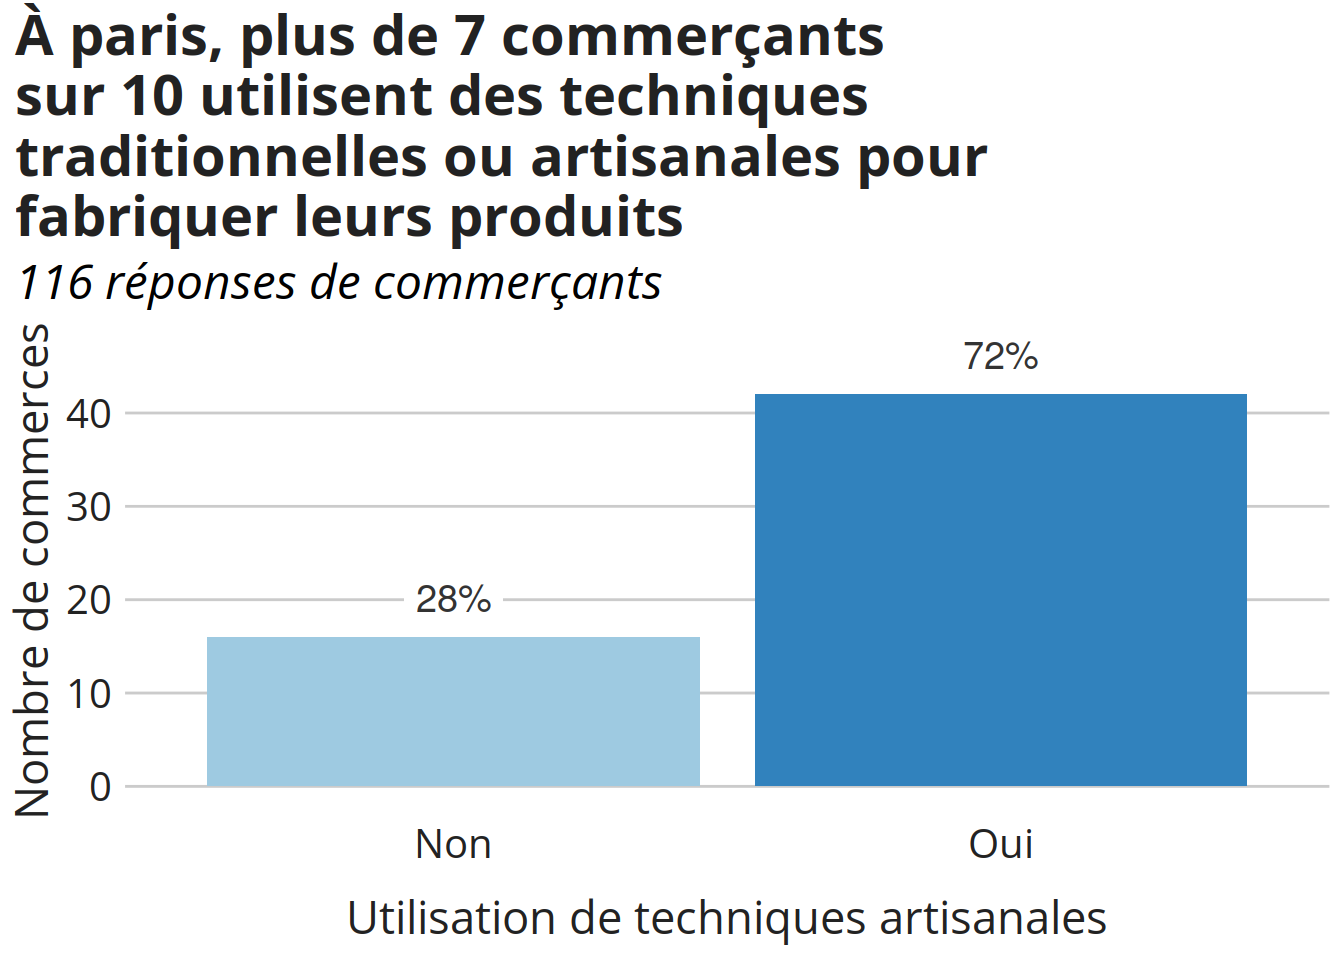 À paris, plus de 7 commerçants
sur 10 utilisent des techniques
traditionnelles ou artisanales pour
fabriquer leurs produits
116 réponses de commerçants
Nombre de commerces
72%
40
30
28%
20
10
0
Non
Oui
Utilisation de techniques artisanales